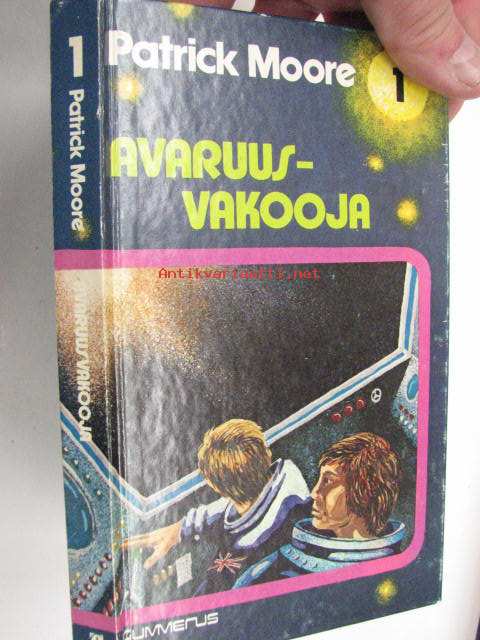 Patrick Moore
1
AVARUUS-
VAKOOJA
GUMMERUS
1 Patrick Moore
AVARUUSVAKOOJA
Antikvariaatti.net